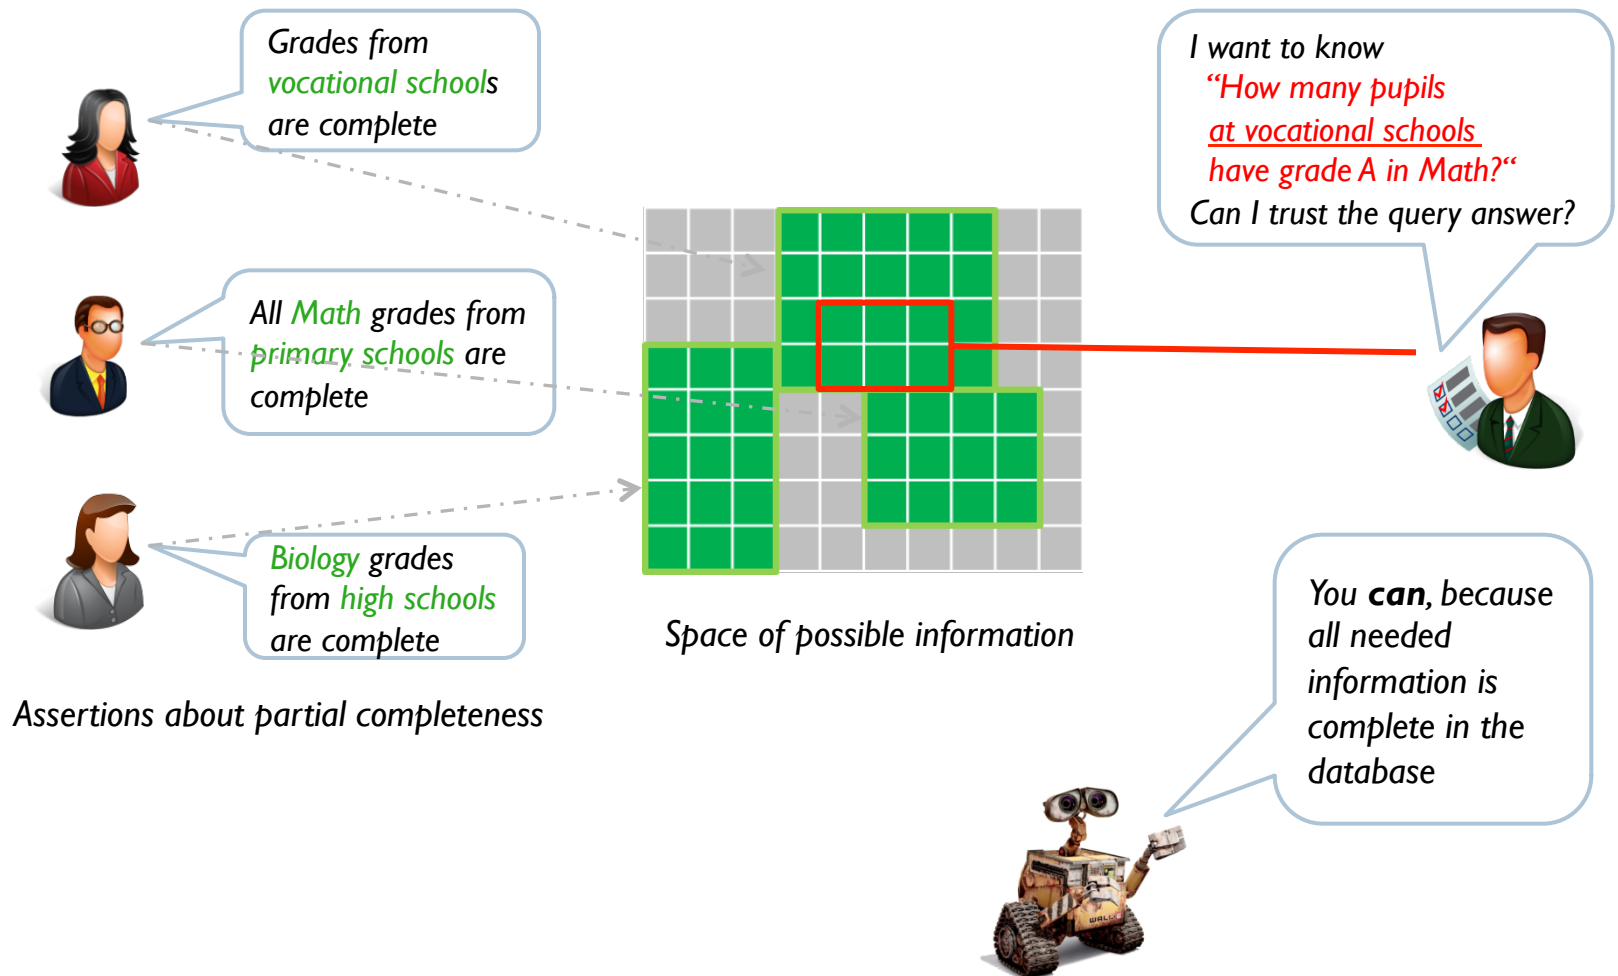 Grades from
vocational schools
are complete
All Math grades from
primary schools are
complete
Biology grades
from high schools
are complete
Assertions about partial completeness
Space of possible information
I want to know
“How many pupils
at vocational schools
have grade A in Math?“
Can I trust the query answer?
You can, because
all needed
information is
complete in the
database
WALL•E